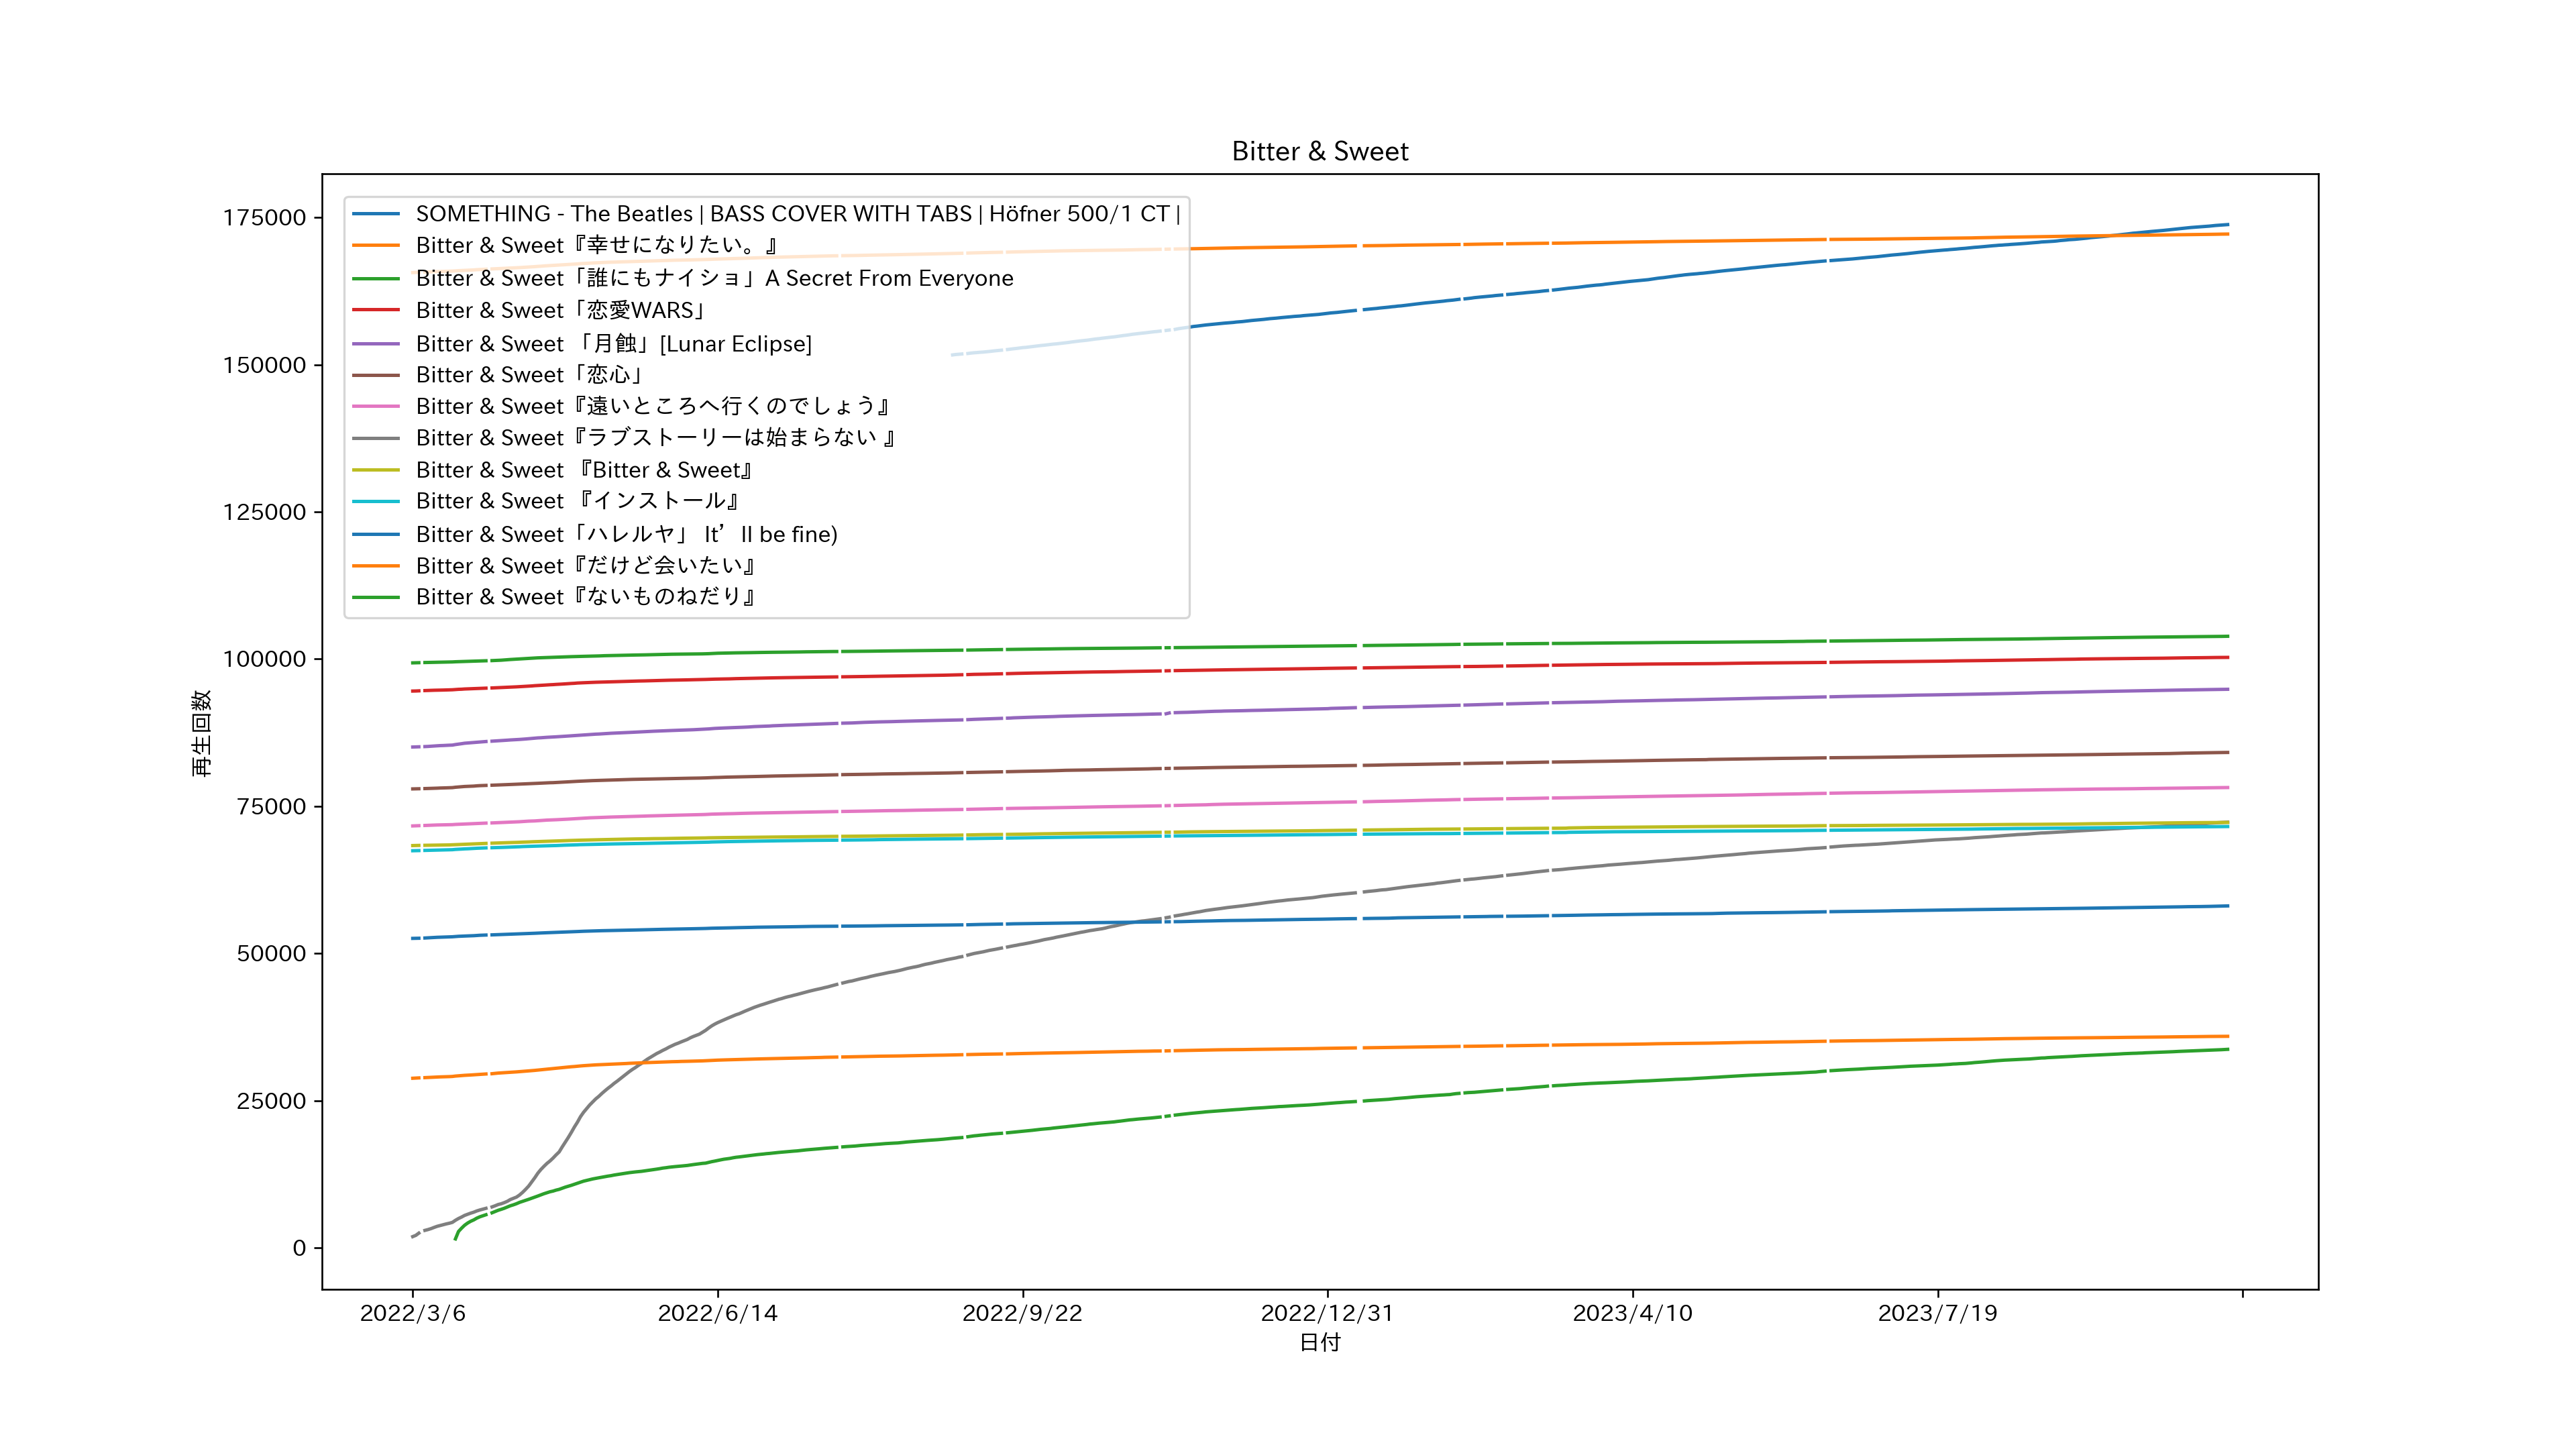 Bitter & Sweet
SOMETHING - The Beatles | BASS COVER WITH TABS | Höfner 500/1 CT |
Bitter & Sweet『幸せになりたい。』
Bitter & Sweet「誰にもナイショ」A Secret From Everyone
Bitter & Sweet「恋愛WARS」
Bitter & Sweet 「月蝕」[Lunar Eclipse]
Bitter & Sweet「恋心」
Bitter & Sweet『遠いところへ行くのでしょう』
Bitter & Sweet『ラブストーリーは始まらない 』
Bitter & Sweet 『Bitter & Sweet』
Bitter & Sweet 『インストール』
Bitter & Sweet「ハレルヤ」 It’ll be fine)
Bitter & Sweet『だけど会いたい』
Bitter & Sweet『ないものねだり』
175000
150000
125000
100000
75000
50000
25000
0
再生回数
2022/3/6 2022/6/14 2022/9/22 2022/12/31 2023/4/10 2023/7/19
日付